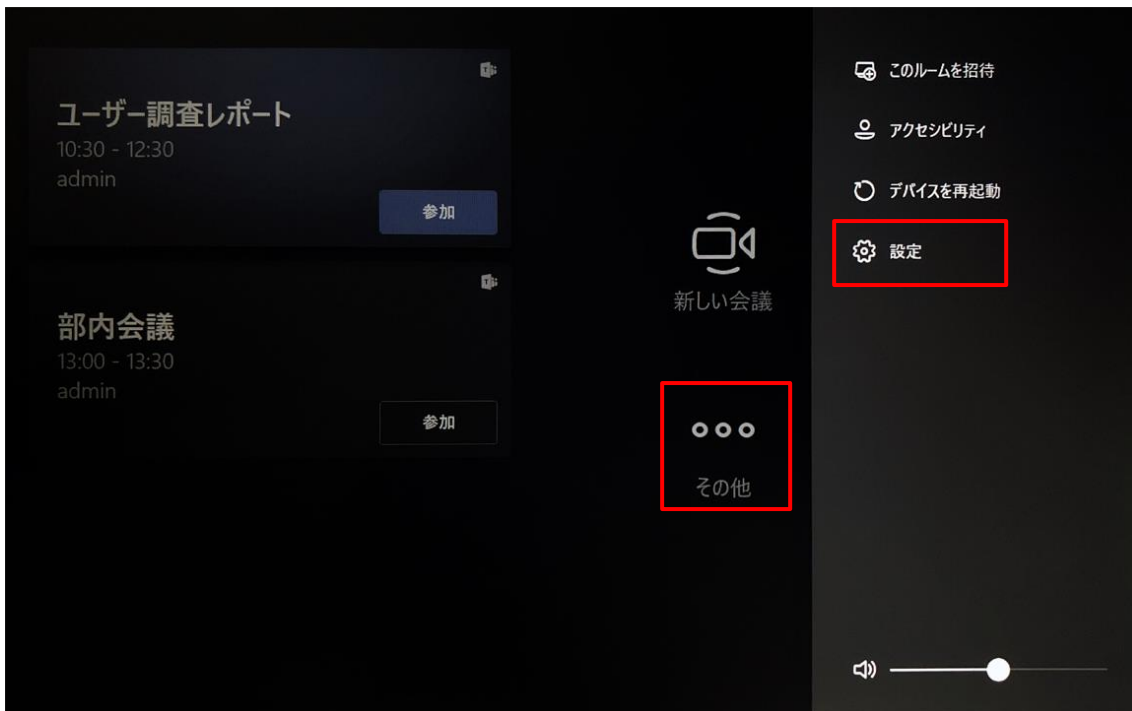 ユーザー調査レポート
10:30 - 12:30
admin
参加
部内会議
13:00 - 13:30
admin
参加
新しい会議
その他
このルームを招待
アクセシビリティ
デバイスを再起動
設定